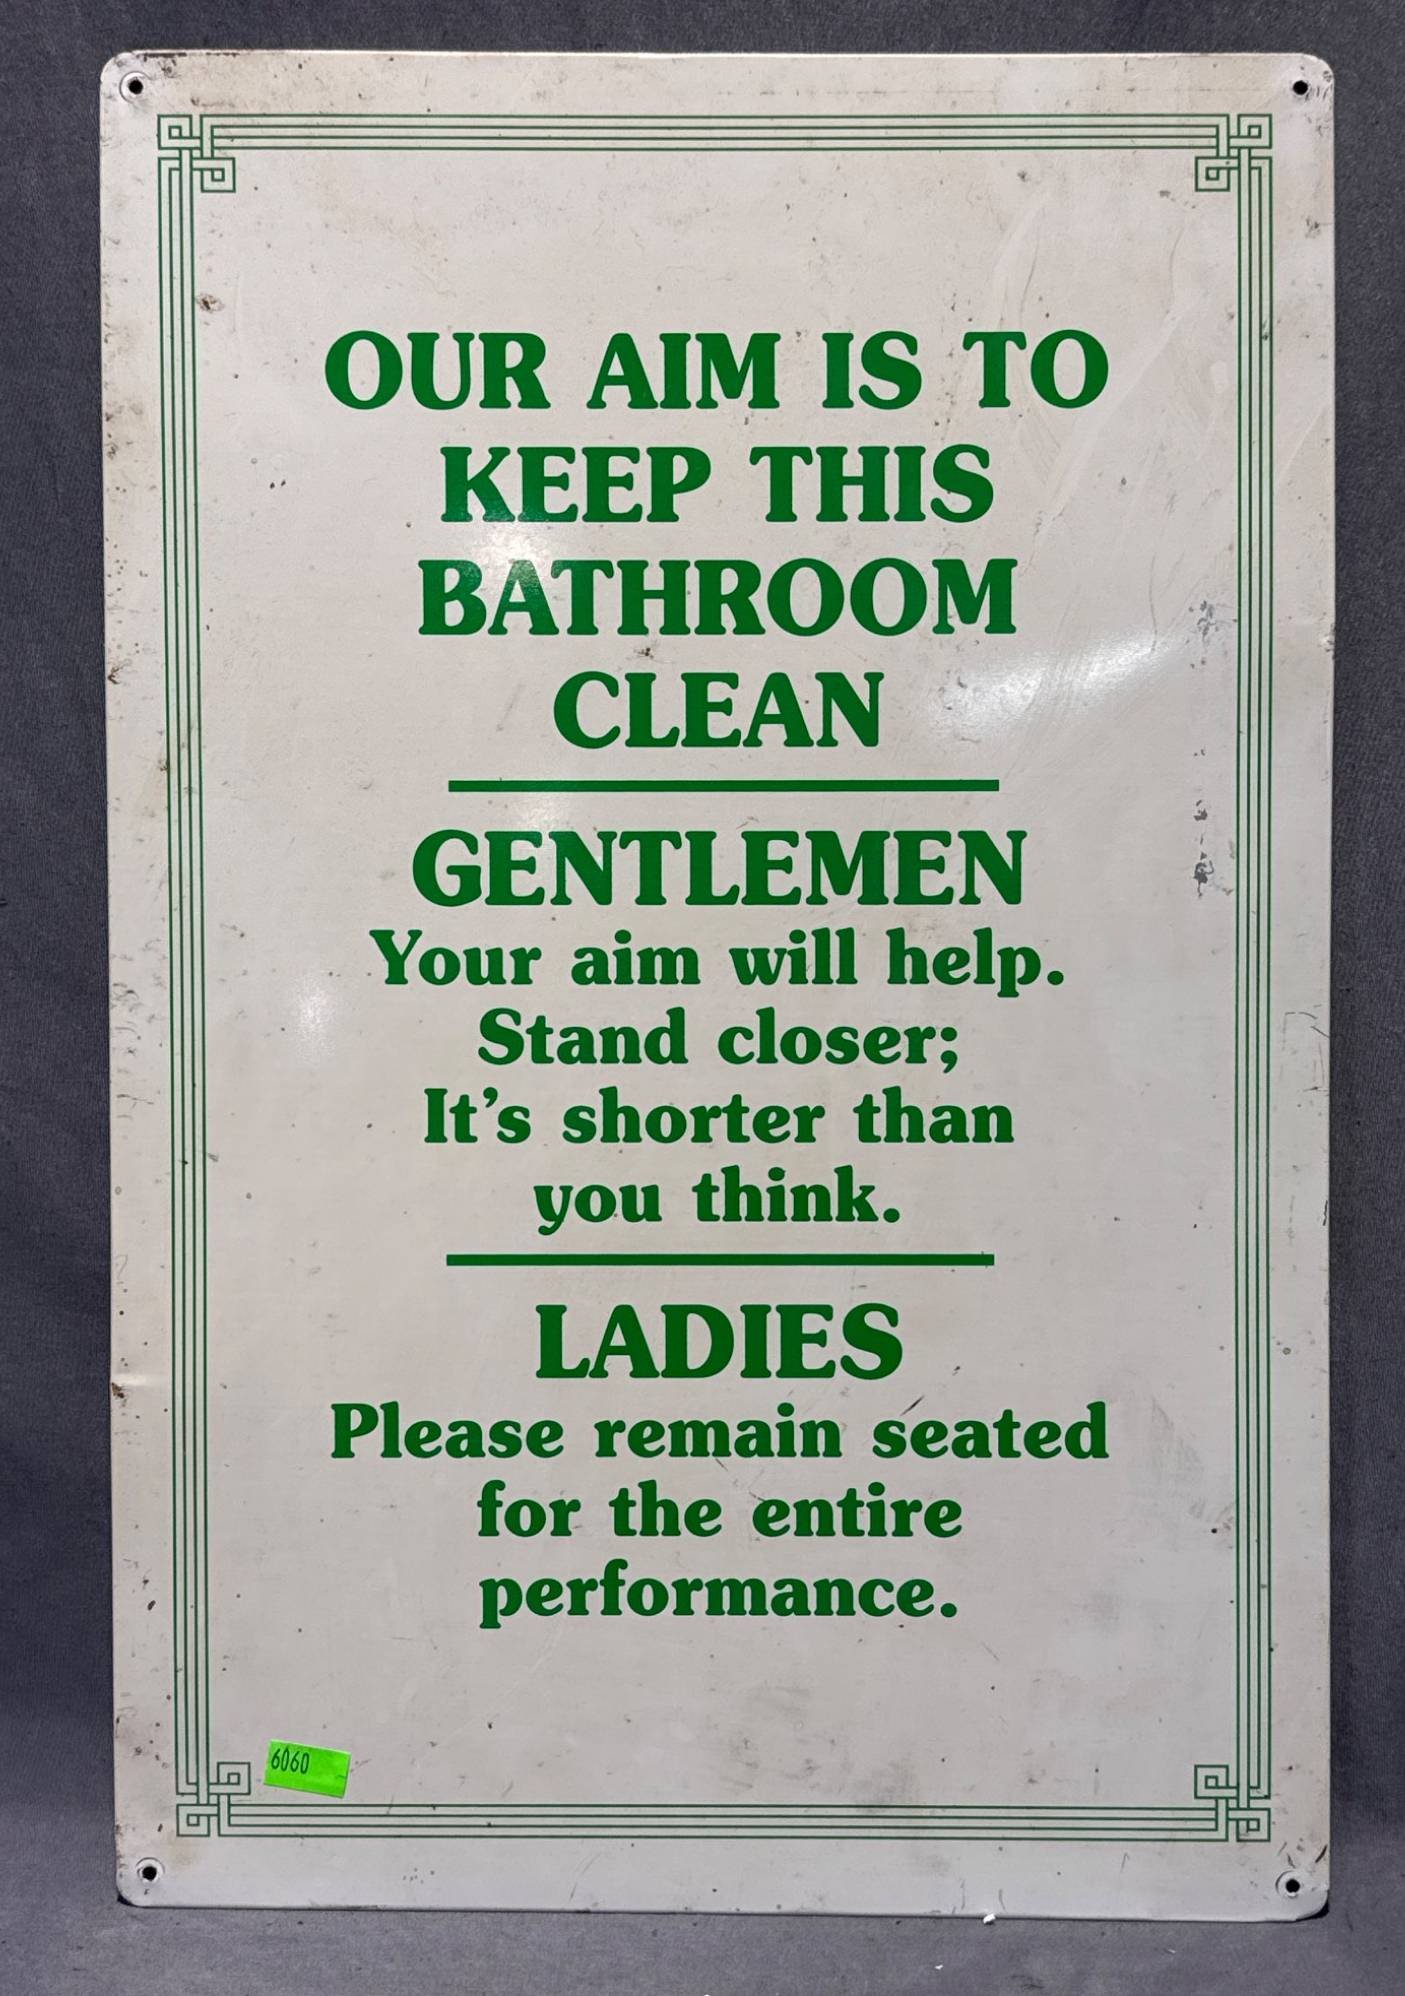 OUR AIM IS TO
KEEP THIS
BATHROOM
CLEAN
GENTLEMEN
Your aim will help.
Stand closer;
It's shorter than
you think.
LADIES
Please remain seated
for the entire
performance.
6060